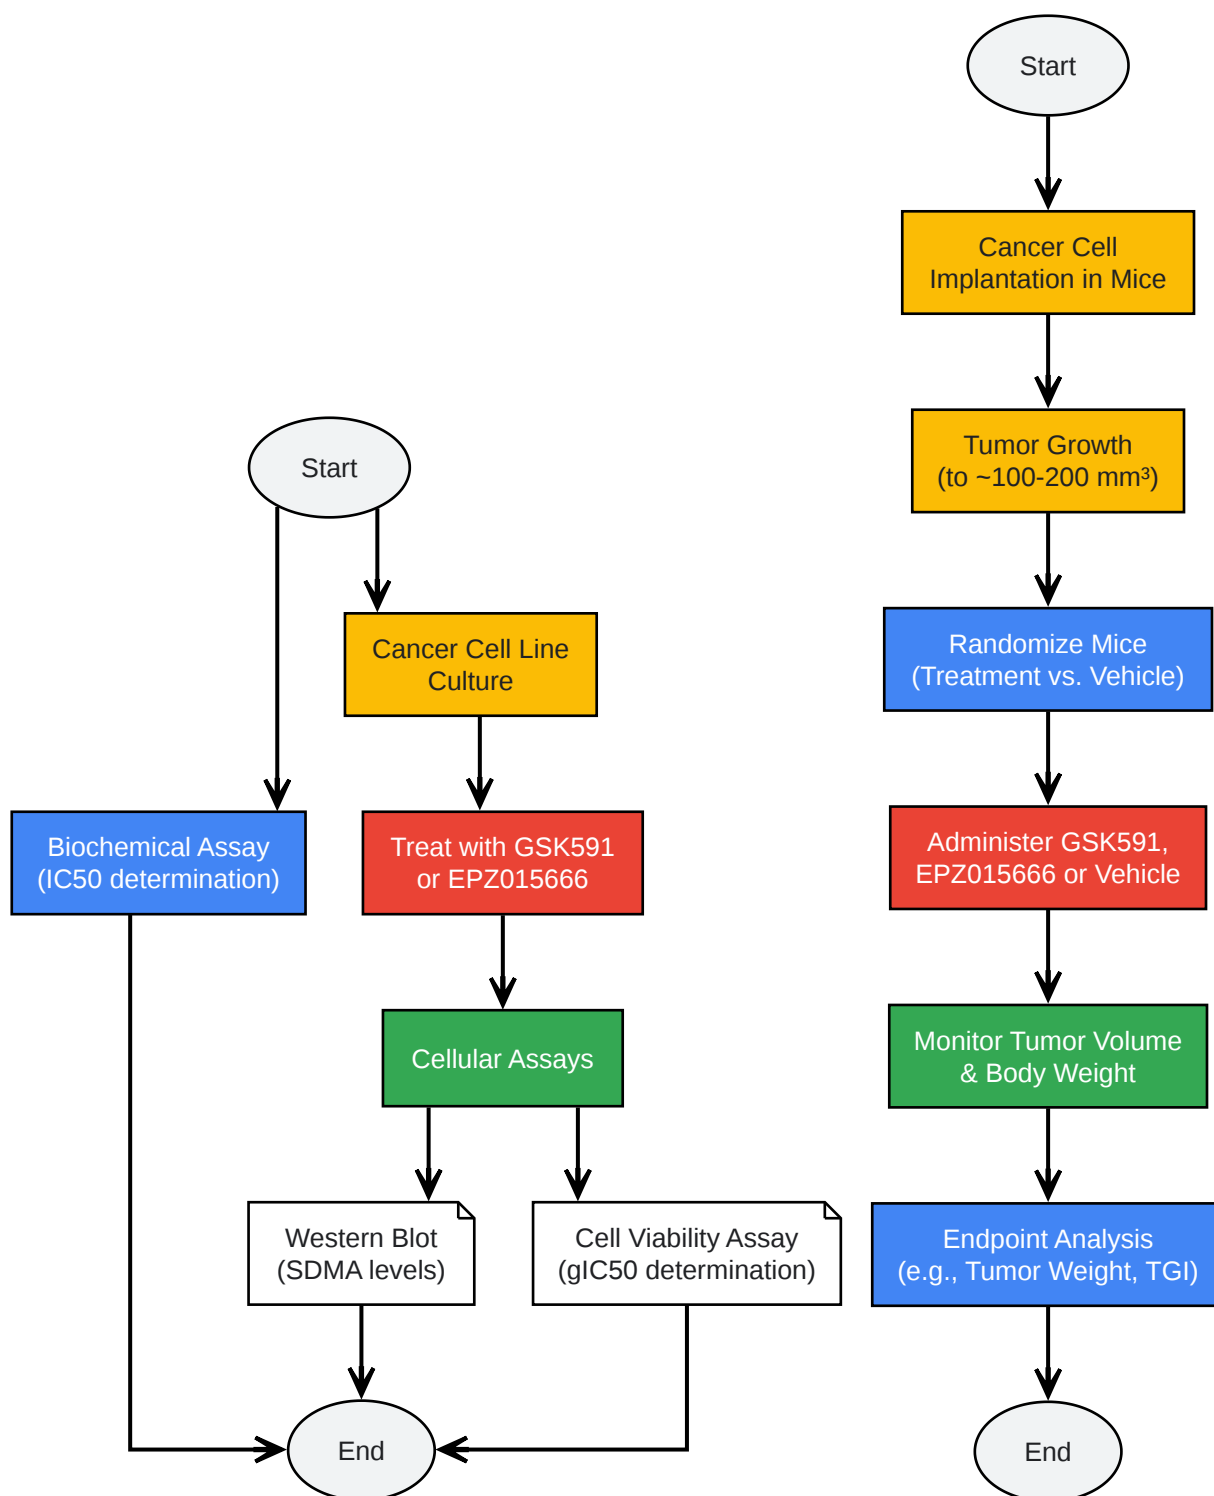 Start
Cancer Cell Line
Culture
Biochemical Assay
(IC50 determination)
Treat with GSK591
or EPZ015666
Cellular Assays
Western Blot
(SDMA levels)
Cell Viability Assay
(gIC50 determination)
End
Start
Cancer Cell
Implantation in Mice
Tumor Growth
(to ~100-200 mm³)
Randomize Mice
(Treatment vs. Vehicle)
Administer GSK591,
EPZ015666 or Vehicle
Monitor Tumor Volume
& Body Weight
Endpoint Analysis
(e.g., Tumor Weight, TGI)
End